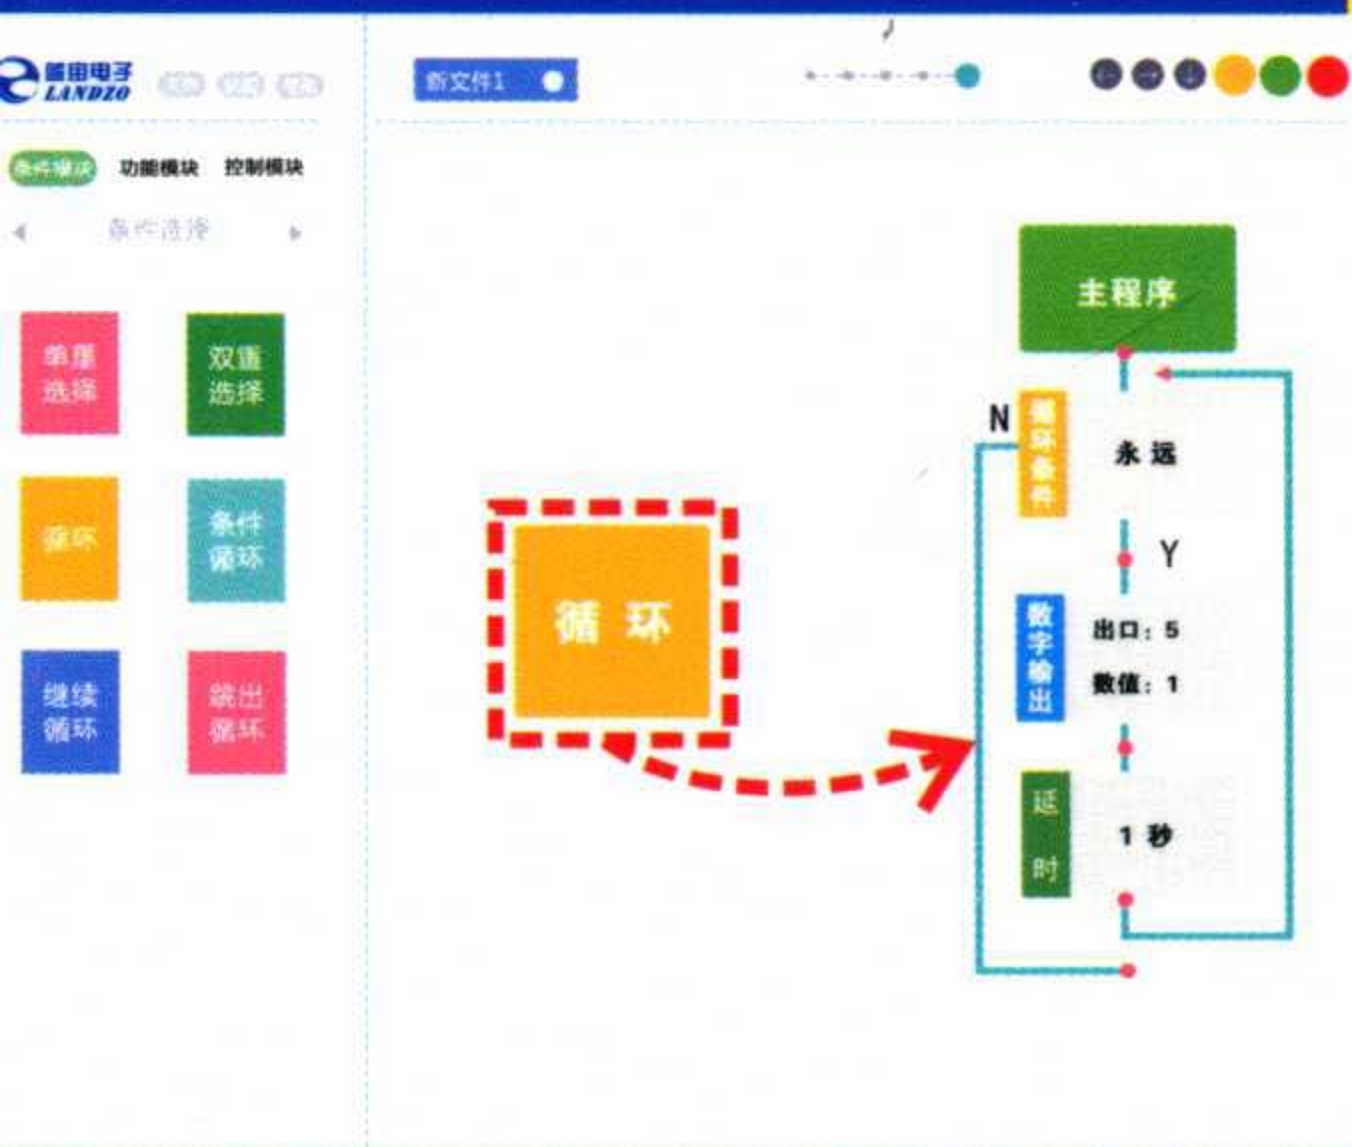 蓝宙电子
LANDZO
新文件1
条件模块 功能模块 控制模块
条件选择
单重
选择
双重
选择
循环
条件
循环
继续
循环
跳出
循环
循 环
主程序
N
循环条件
永 远
Y
数字输出
出口：5
数值：1
延时
1 秒